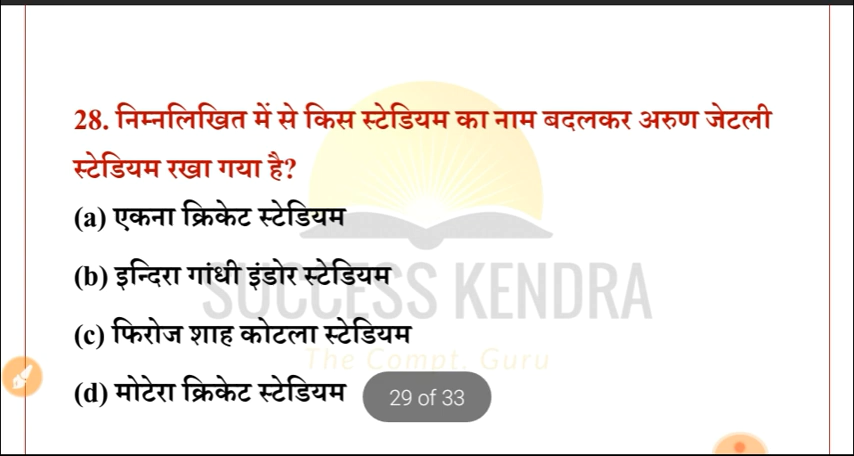 28. निम्नलिखित में से किस स्टेडियम का नाम बदलकर अरुण जेटली
स्टेडियम रखा गया है?
(a) एकना क्रिकेट स्टेडियम
(b) इन्दिरा गांधी इंडोर स्टेडियम
SUCCESS KENDRA
(c) फिरोज शाह कोटला स्टेडियम
The Compt. Guru
(d) मोटेरा क्रिकेट स्टेडियम
29 of 33